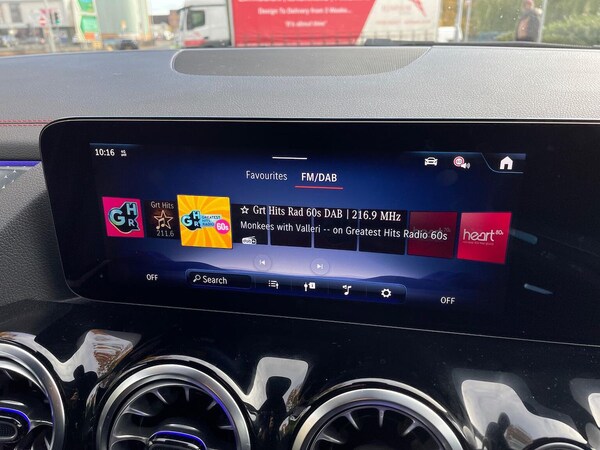 Design To Delivery from 3 Weeks...
'It's about time'
10:16
Favourites FM/DAB
GHR
Grt Hits
211.6
GHR GREATEST HITS RADIO 60s
Grt Hits Rad 60s DAB | 216.9 MHz
Monkees with Valleri -- on Greatest Hits Radio 60s
heart 80s
OFF
Search
OFF